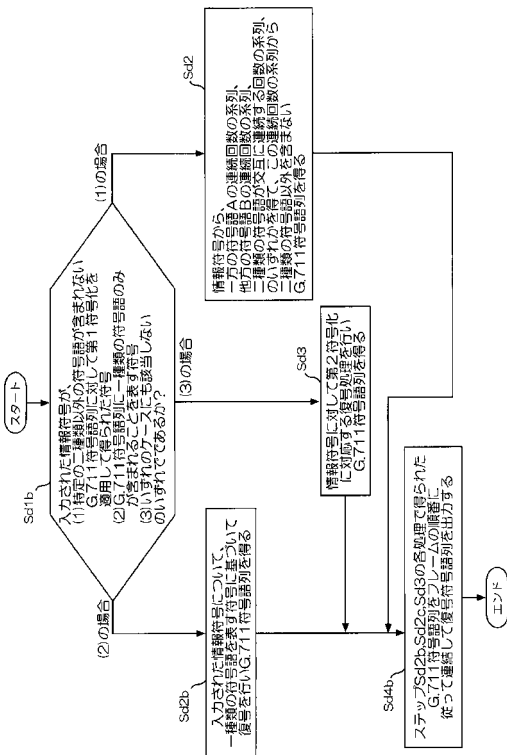 スタート
Sd1b
入力された情報符号が、
(1)特定の二種類以外の符号語が含まれない
G.711符号語列に対して第1符号化を
適用して得られた符号
(2)G.711符号語列に一種類の符号語のみ
が含まれることを表す符号
(3)いずれのケースにも該当しない
のいずれでであるか?
(1)の場合
(2)の場合
(3)の場合
Sd2
情報符号から、
一方の符号語Aの連続回数の系列、
他方の符号語Bの連続回数の系列、
二種類の符号語が交互に連続する回数の系列、
のいずれかを得て、この連続回数の系列から
二種類の符号語以外を含まない
G.711符号語列を得る
Sd2b
入力された情報符号について、
一種類の符号語を表す符号に基づいて
復号を行いG.711符号語列を得る
Sd3
情報符号に対して第2符号化
に対応する復号処理を行い
G.711符号語列を得る
Sd4b
ステップSd2b,Sd2c,Sd3の各処理で得られた
G.711符号語列をフレームの順番に
従って連結して復号符号語列を出力する
エンド